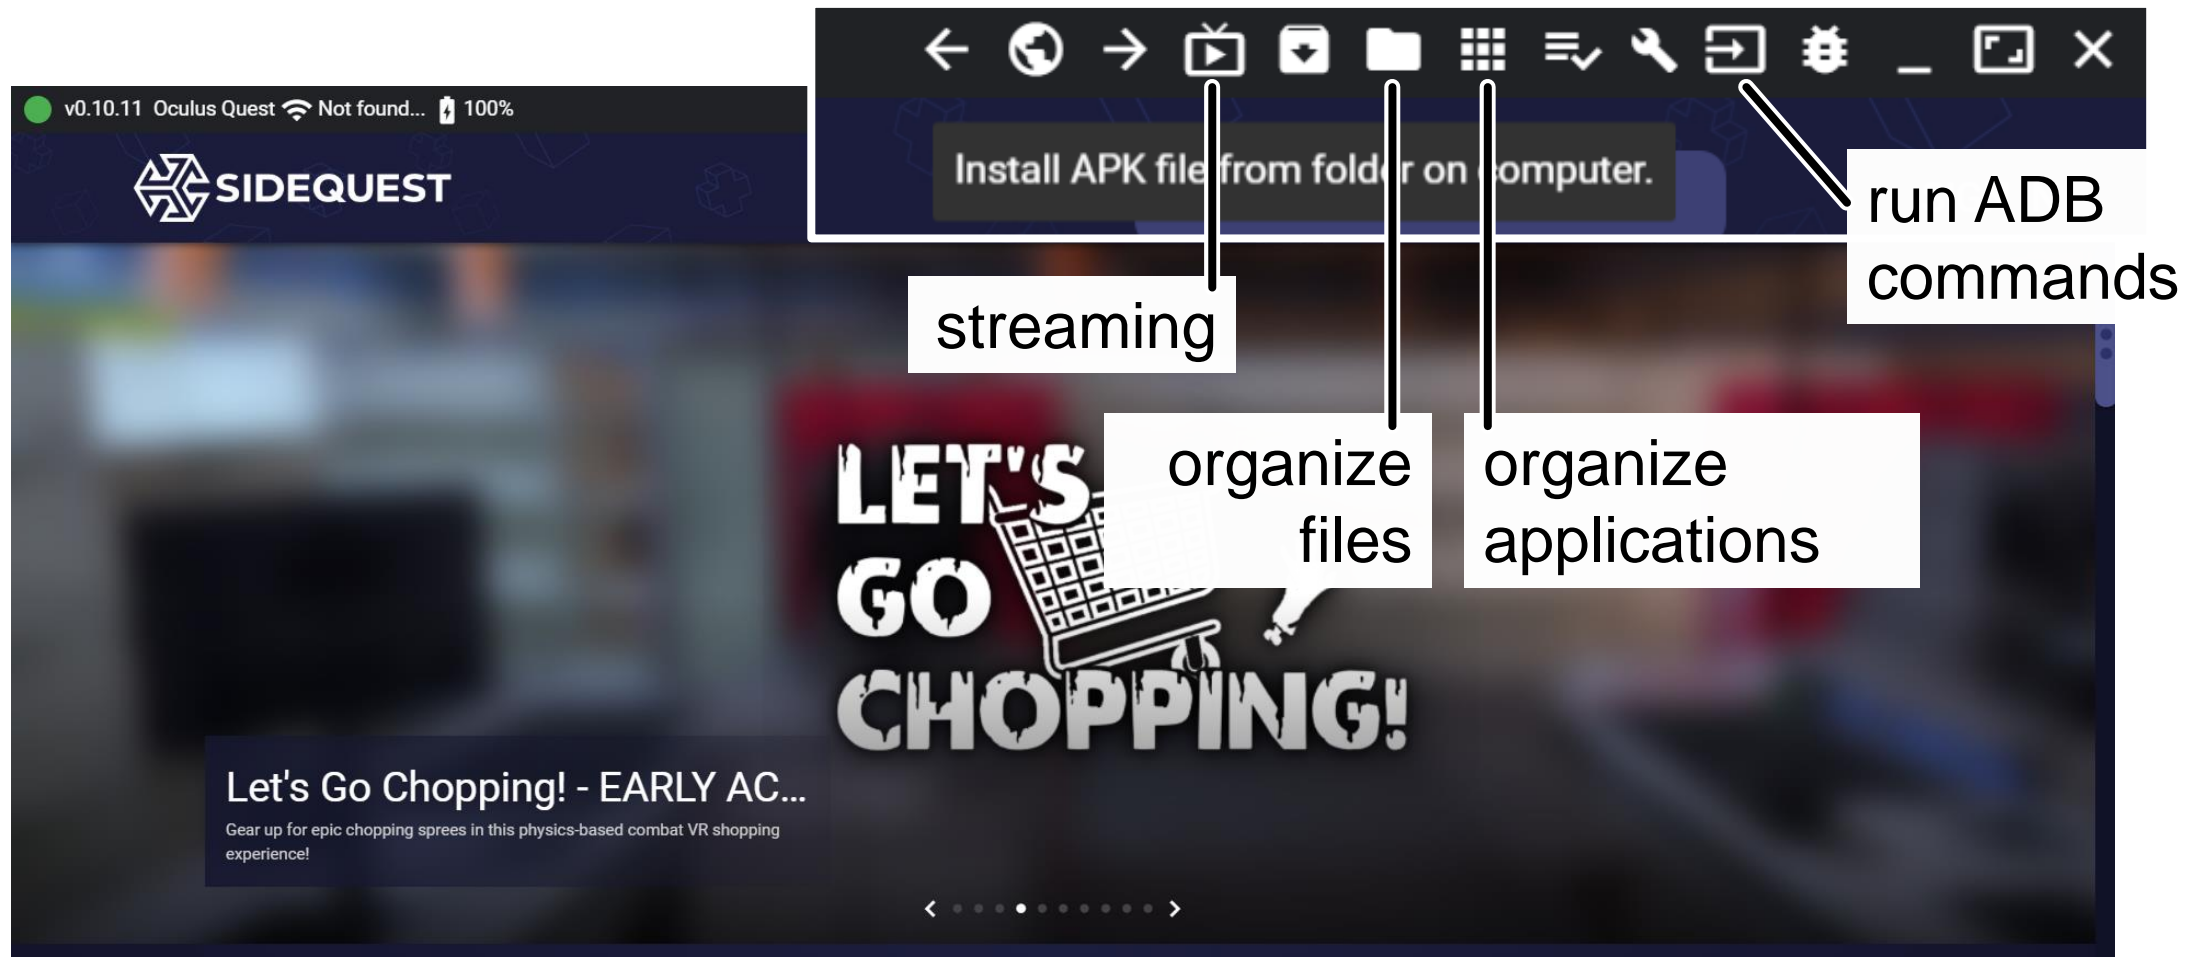 v0.10.11 Oculus Quest Not found... 100%
SIDEQUEST
Install APK file from folder on computer.
run ADB
commands
streaming
organize
files
organize
applications
LET'S
GO
CHOPPING!
Let's Go Chopping! - EARLY AC...
Gear up for epic chopping sprees in this physics-based combat VR shopping
experience!